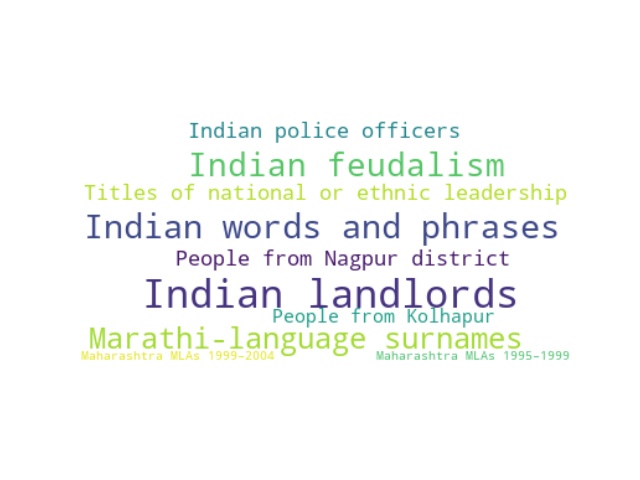 Indian police officers
Indian feudalism
Titles of national or ethnic leadership
Indian words and phrases
People from Nagpur district
Indian landlords
People from Kolhapur
Marathi-language surnames
Maharashtra MLAs 1999–2004
Maharashtra MLAs 1995–1999